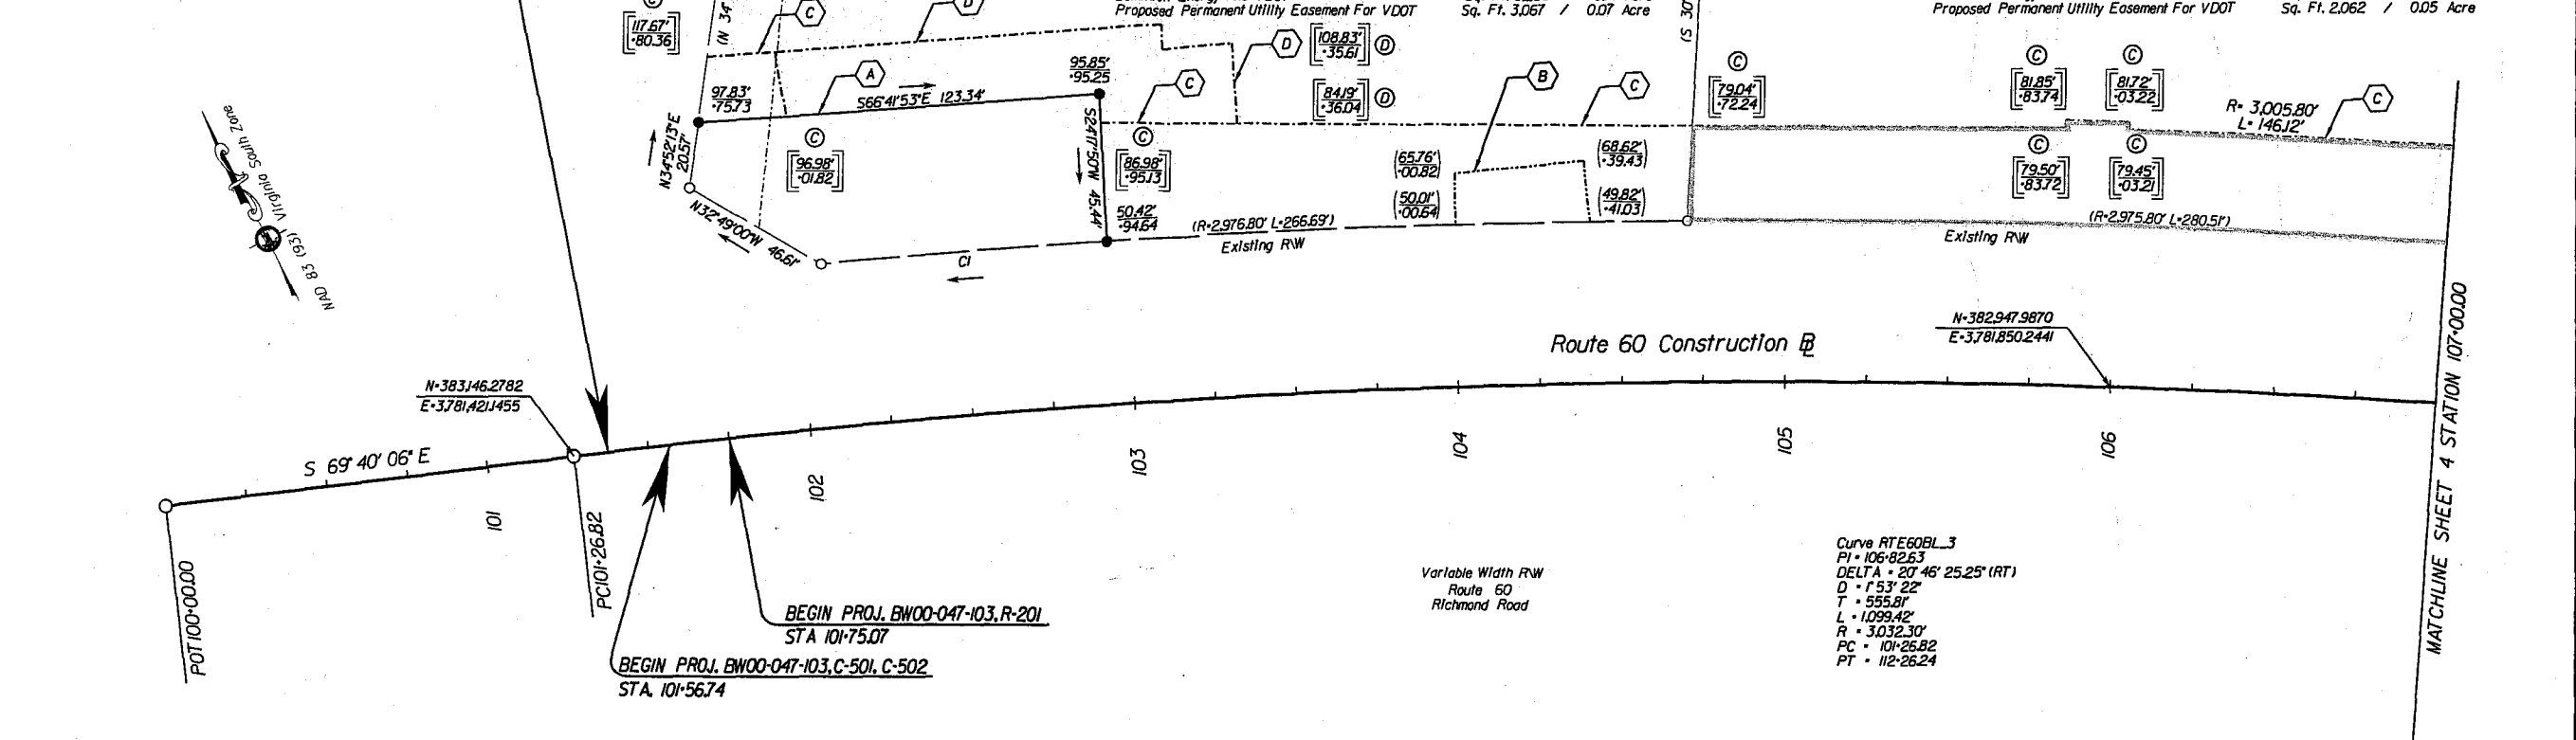 Proposed Permanent Utility Easement For VDOT Sq. Ft. 3,067 / 0.07 Acre
Proposed Permanent Utility Easement For VDOT Sq. Ft. 2,062 / 0.05 Acre
C
117.67'
+80.36
(N 34°
C
D
(S 30°
D
108.83'
+35.61
D
84.19'
+36.04
D
95.85'
+95.25
A
S66°41'53"E 123.34'
97.83'
+75.73
C
B
C
C
79.04'
+72.24
C
81.85'
+83.74
C
81.72'
+03.22
R= 3,005.80'
L= 146.12'
C
NAD 83 (93) Virginia South Zone
N34°52'13"E
20.57'
C
96.98'
+01.82
S24°17'50"W 45.44'
C
86.98'
+95.13
(65.76'
+00.82)
(68.62'
+39.43)
C
79.50'
+83.72
C
79.45'
+03.21
N32°49'00"W 46.61'
50.42'
+94.64
(R=2,976.80' L=266.69')
(50.01'
+00.64)
(49.82'
+41.03)
(R=2,975.80' L=280.51')
Existing R\W
Existing R\W
C1
N=382,947.9870
E=3,781,850.2441
Route 60 Construction BL
N=383,146.2782
E=3,781,421.1455
S 69° 40' 06" E
101
102
103
104
105
106
POT 100+00.00
PC 101+26.82
MATCHLINE SHEET 4 STATION 107+00.00
BEGIN PROJ. BW00-047-103, R-201
STA 101+75.07
BEGIN PROJ. BW00-047-103, C-501, C-502
STA. 101+56.74
Variable Width R\W
Route 60
Richmond Road
Curve RTE60BL_3
PI = 106+82.63
DELTA = 20° 46' 25.25" (RT)
D = 1° 53' 22"
T = 555.81'
L = 1,099.42'
R = 3,032.30'
PC = 101+26.82
PT = 112+26.24